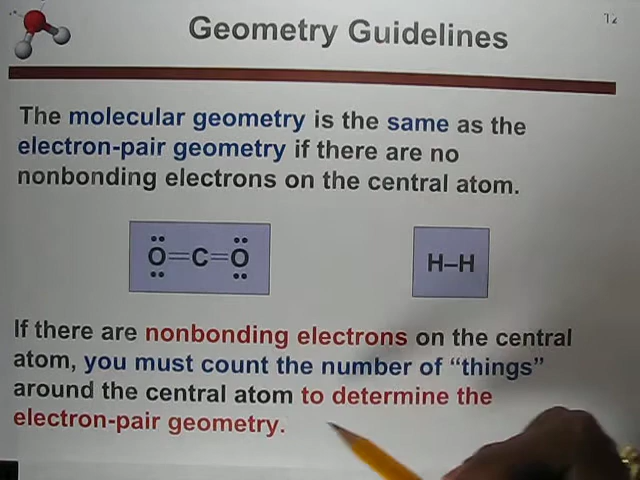 Geometry Guidelines
12
The molecular geometry is the same as the
electron-pair geometry if there are no
nonbonding electrons on the central atom.
O=C=O
H–H
If there are nonbonding electrons on the central
atom, you must count the number of “things”
around the central atom to determine the
electron-pair geometry.